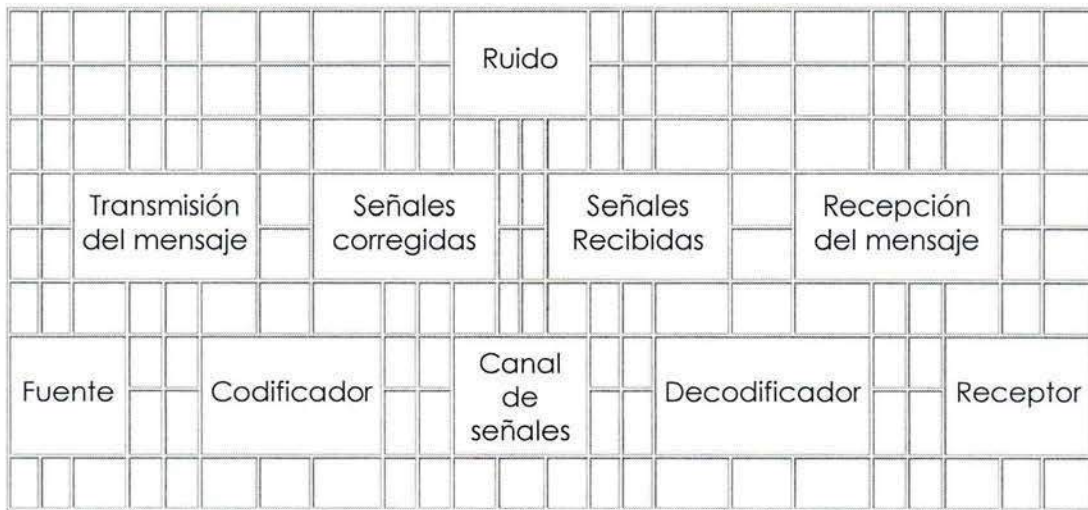 Ruido
Transmisión
del mensaje
Señales
corregidas
Señales
Recibidas
Recepción
del mensaje
Fuente
Codificador
Canal
de
señales
Decodificador
Receptor